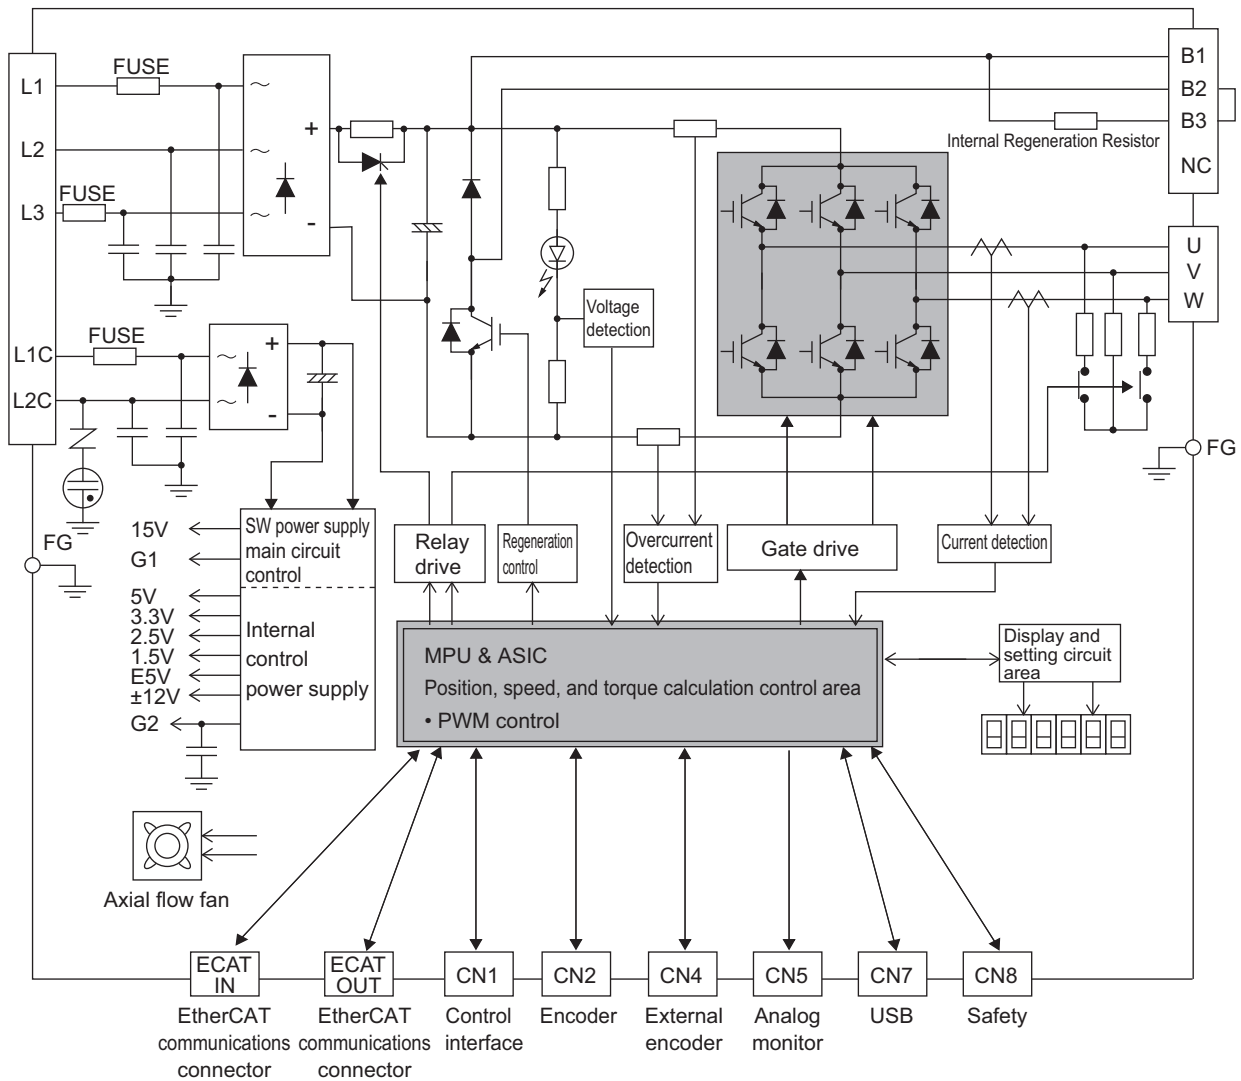 B1
FUSE
L1
B2
B3
Internal Regeneration Resistor
L2
+
NC
FUSE
L3
-
U
V
W
Voltage
detection
FUSE
L1C
+
L2C
-
FG
SW power supply
main circuit
control
15V
G1
FG
Relay
drive
Regeneration
control
Overcurrent
detection
Gate drive
Current detection
5V
3.3V
2.5V
1.5V
E5V
±12V
G2
Internal
control
power supply
MPU & ASIC
Position, speed, and torque calculation control area
• PWM control
Display and
setting circuit
area
Axial flow fan
ECAT
IN
ECAT
OUT
CN1
CN2
CN4
CN5
CN7
CN8
EtherCAT
communications
connector
EtherCAT
communications
connector
Control
interface
Encoder
External
encoder
Analog
monitor
USB
Safety